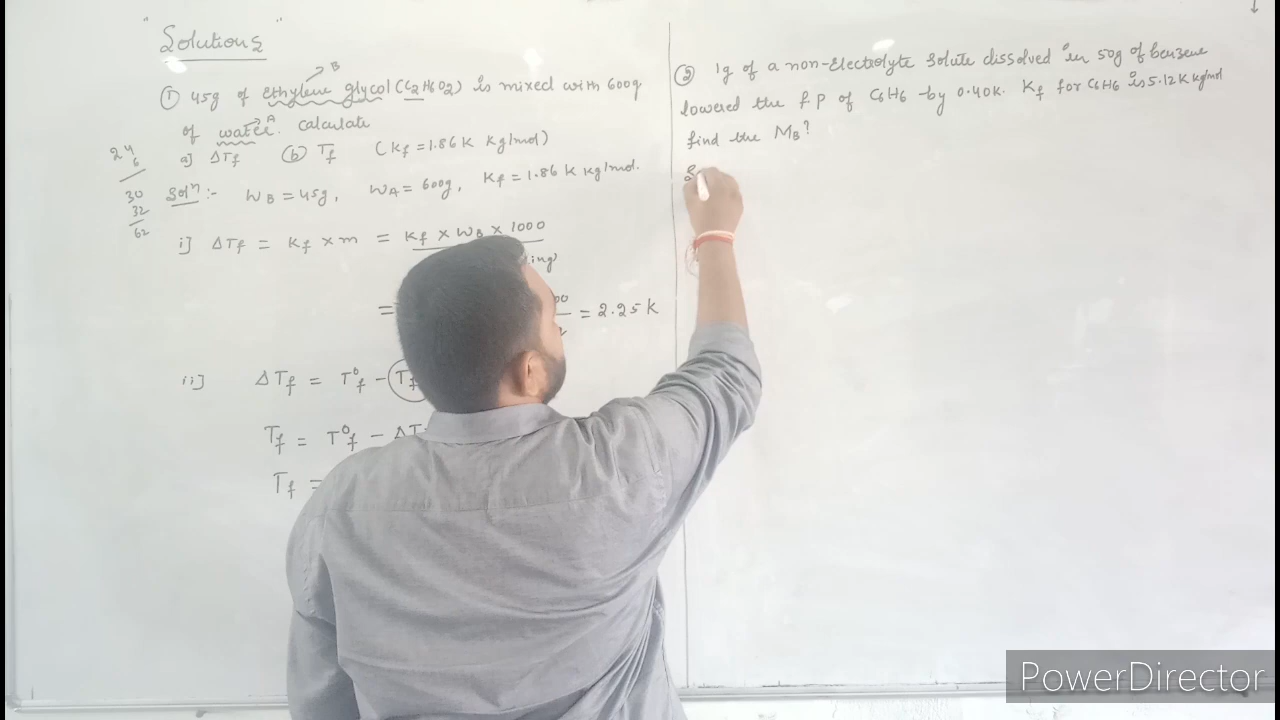 " Solutions "
B
① 45g of ethylene glycol (C2H6O2) is mixed with 600g
of water. calculate
A
a] ΔTf (b) Tf (Kf = 1.86 K Kg/mol)
24
6
30
32
62
Soln :- WB = 45g, WA = 600g, Kf = 1.86 K Kg/mol.
i] ΔTf = Kf × m = Kf × WB × 1000
ing)
= = 2.25 K
ii] ΔTf = T°f - Tf
Tf = T°f - ΔT
Tf =
② 1g of a non-Electrolyte solute dissolved in 50g of benzene
lowered the f.P of C6H6 by 0.40K. Kf for C6H6 is 5.12 K Kg/mol
find the MB?
S
PowerDirector